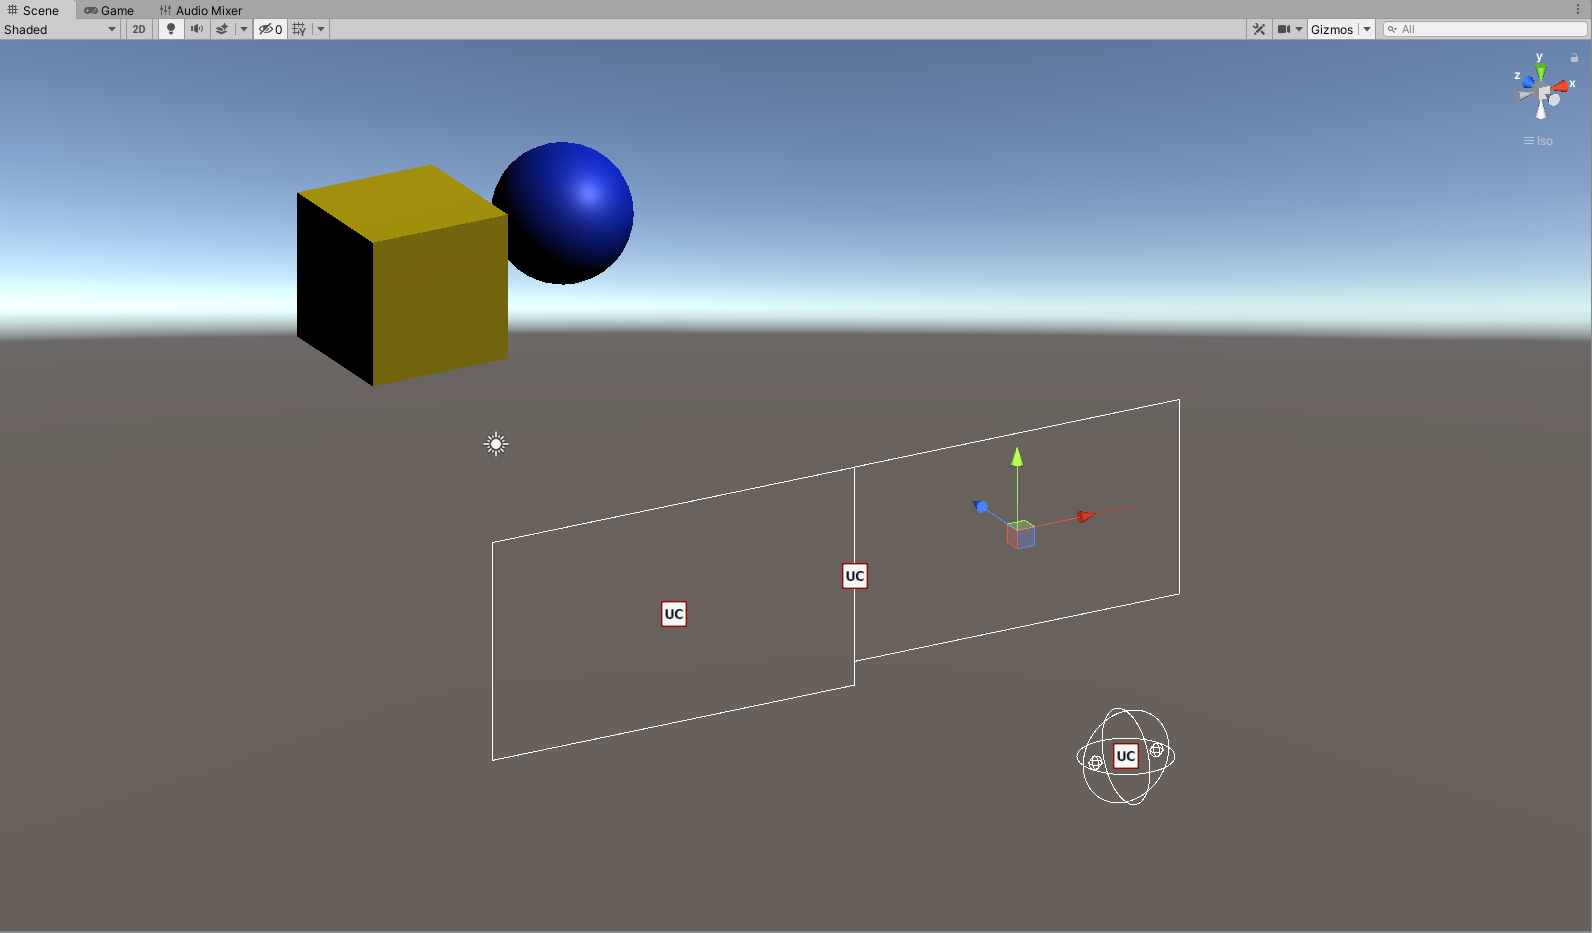 Scene Game Audio Mixer
Shaded 2D 0 Gizmos All
y
z x
Iso
UC
UC
UC